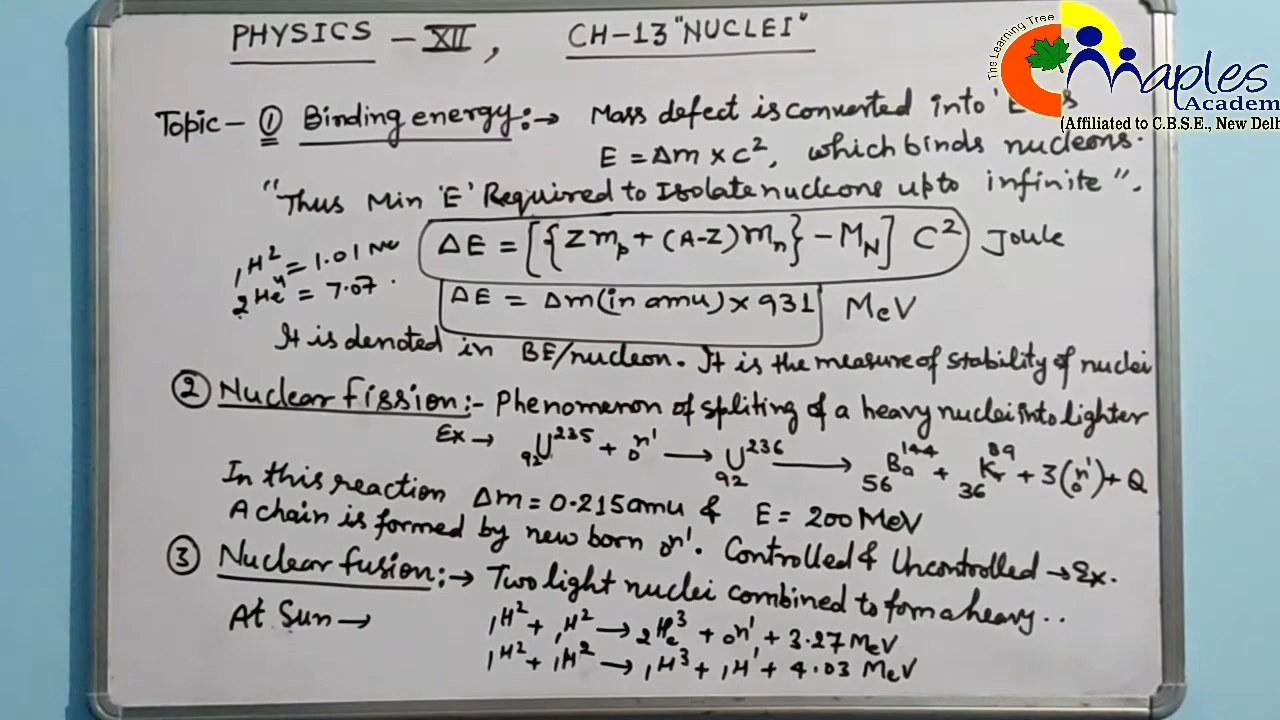 PHYSICS – XII, CH-13 "NUCLEI"
The Learning Tree
Maples
Academ
(Affiliated to C.B.S.E., New Delh
Topic – ① Binding energy :→ Mass defect is converted into 'E'
E = Δm × c², which binds nucleons.
"Thus Min 'E' Required to Isolate nucleons upto infinite".
₁H² = 1.01
ΔE = [{Zmₚ + (A-Z)mₙ} – M_N] C² Joule
₂He⁴ = 7.07
ΔE = Δm (in amu) × 931 MeV
It is denoted in BE/nucleon. It is the measure of stability of nuclei
② Nuclear fission :- Phenomenon of spliting of a heavy nuclei into lighter
Ex → ₉₂U²³⁵ + ₀n¹ → ₉₂U²³⁶ → ₅₆Ba¹⁴⁴ + ₃₆Kr⁸⁹ + 3(₀n¹) + Q
In this reaction Δm = 0.215amu & E = 200 MeV
A chain is formed by new born ₀n¹. Controlled & Uncontrolled → Ex.
③ Nuclear fusion :→ Two light nuclei combined to form a heavy..
At Sun → ₁H² + ₁H² → ₂He³ + ₀n¹ + 3.27 MeV
₁H² + ₁H² → ₁H³ + ₁H¹ + 4.03 MeV